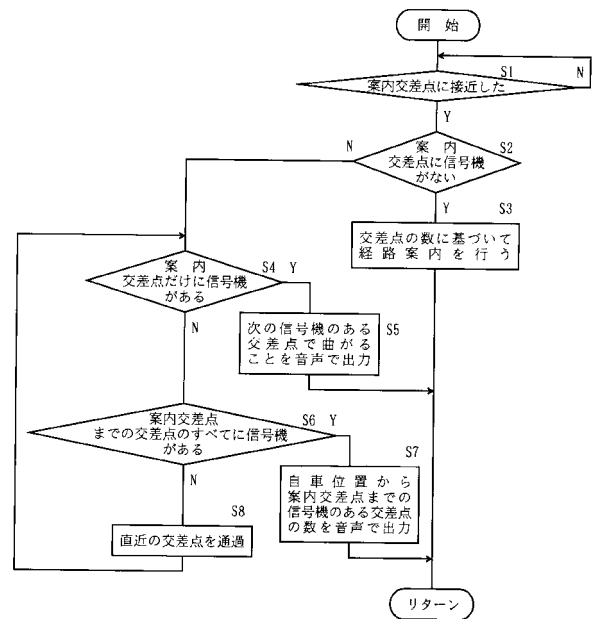 開始
S1
案内交差点に接近した
N
Y
S2
案内
交差点に信号機
がない
N
Y
S3
交差点の数に基づいて
経路案内を行う
S4
案内
交差点だけに信号機
がある
Y
N
S5
次の信号機のある
交差点で曲がる
ことを音声で出力
S6
案内交差点
までの交差点のすべてに信号機
がある
Y
N
S7
自車位置から
案内交差点までの
信号機のある交差点
の数を音声で出力
S8
直近の交差点を通過
リターン